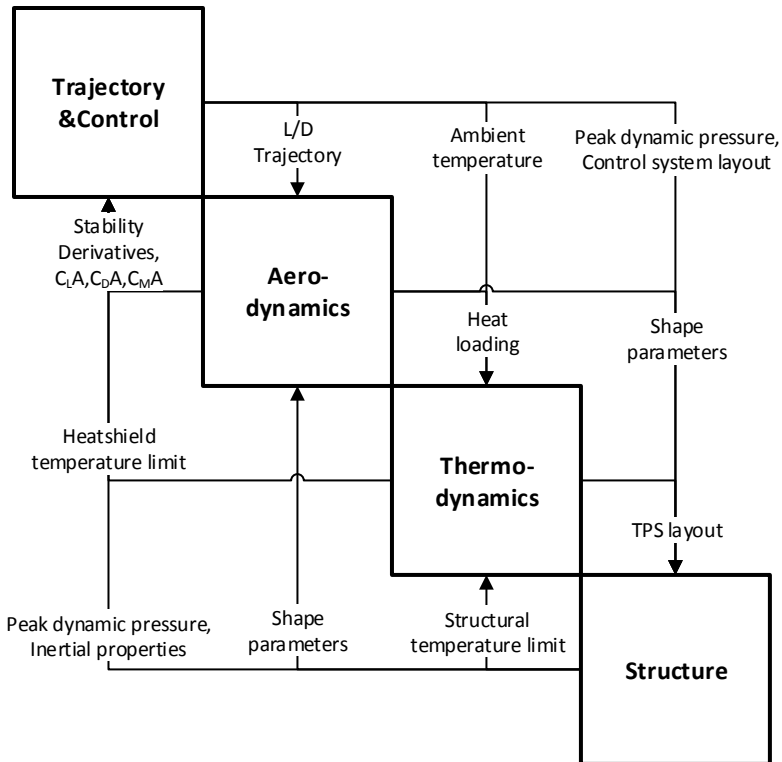 Trajectory
&Control
L/D
Trajectory
Ambient
temperature
Peak dynamic pressure,
Control system layout
Stability
Derivatives,
CLA,CDA,CMA
Aero-
dynamics
Heat
loading
Shape
parameters
Heatshield
temperature limit
Thermo-
dynamics
TPS layout
Peak dynamic pressure,
Inertial properties
Shape
parameters
Structural
temperature limit
Structure